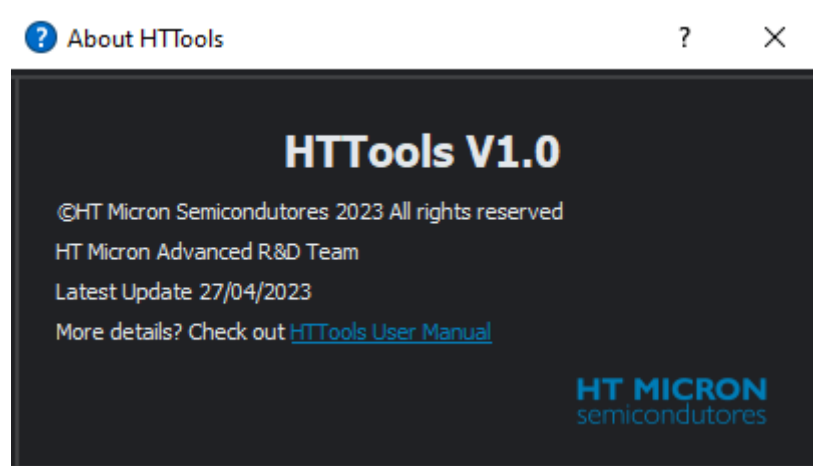 ? About HTTools ? ×
HTTools V1.0
©HT Micron Semicondutores 2023 All rights reserved
HT Micron Advanced R&D Team
Latest Update 27/04/2023
More details? Check out HTTools User Manual
HT MICRON
semicondutores